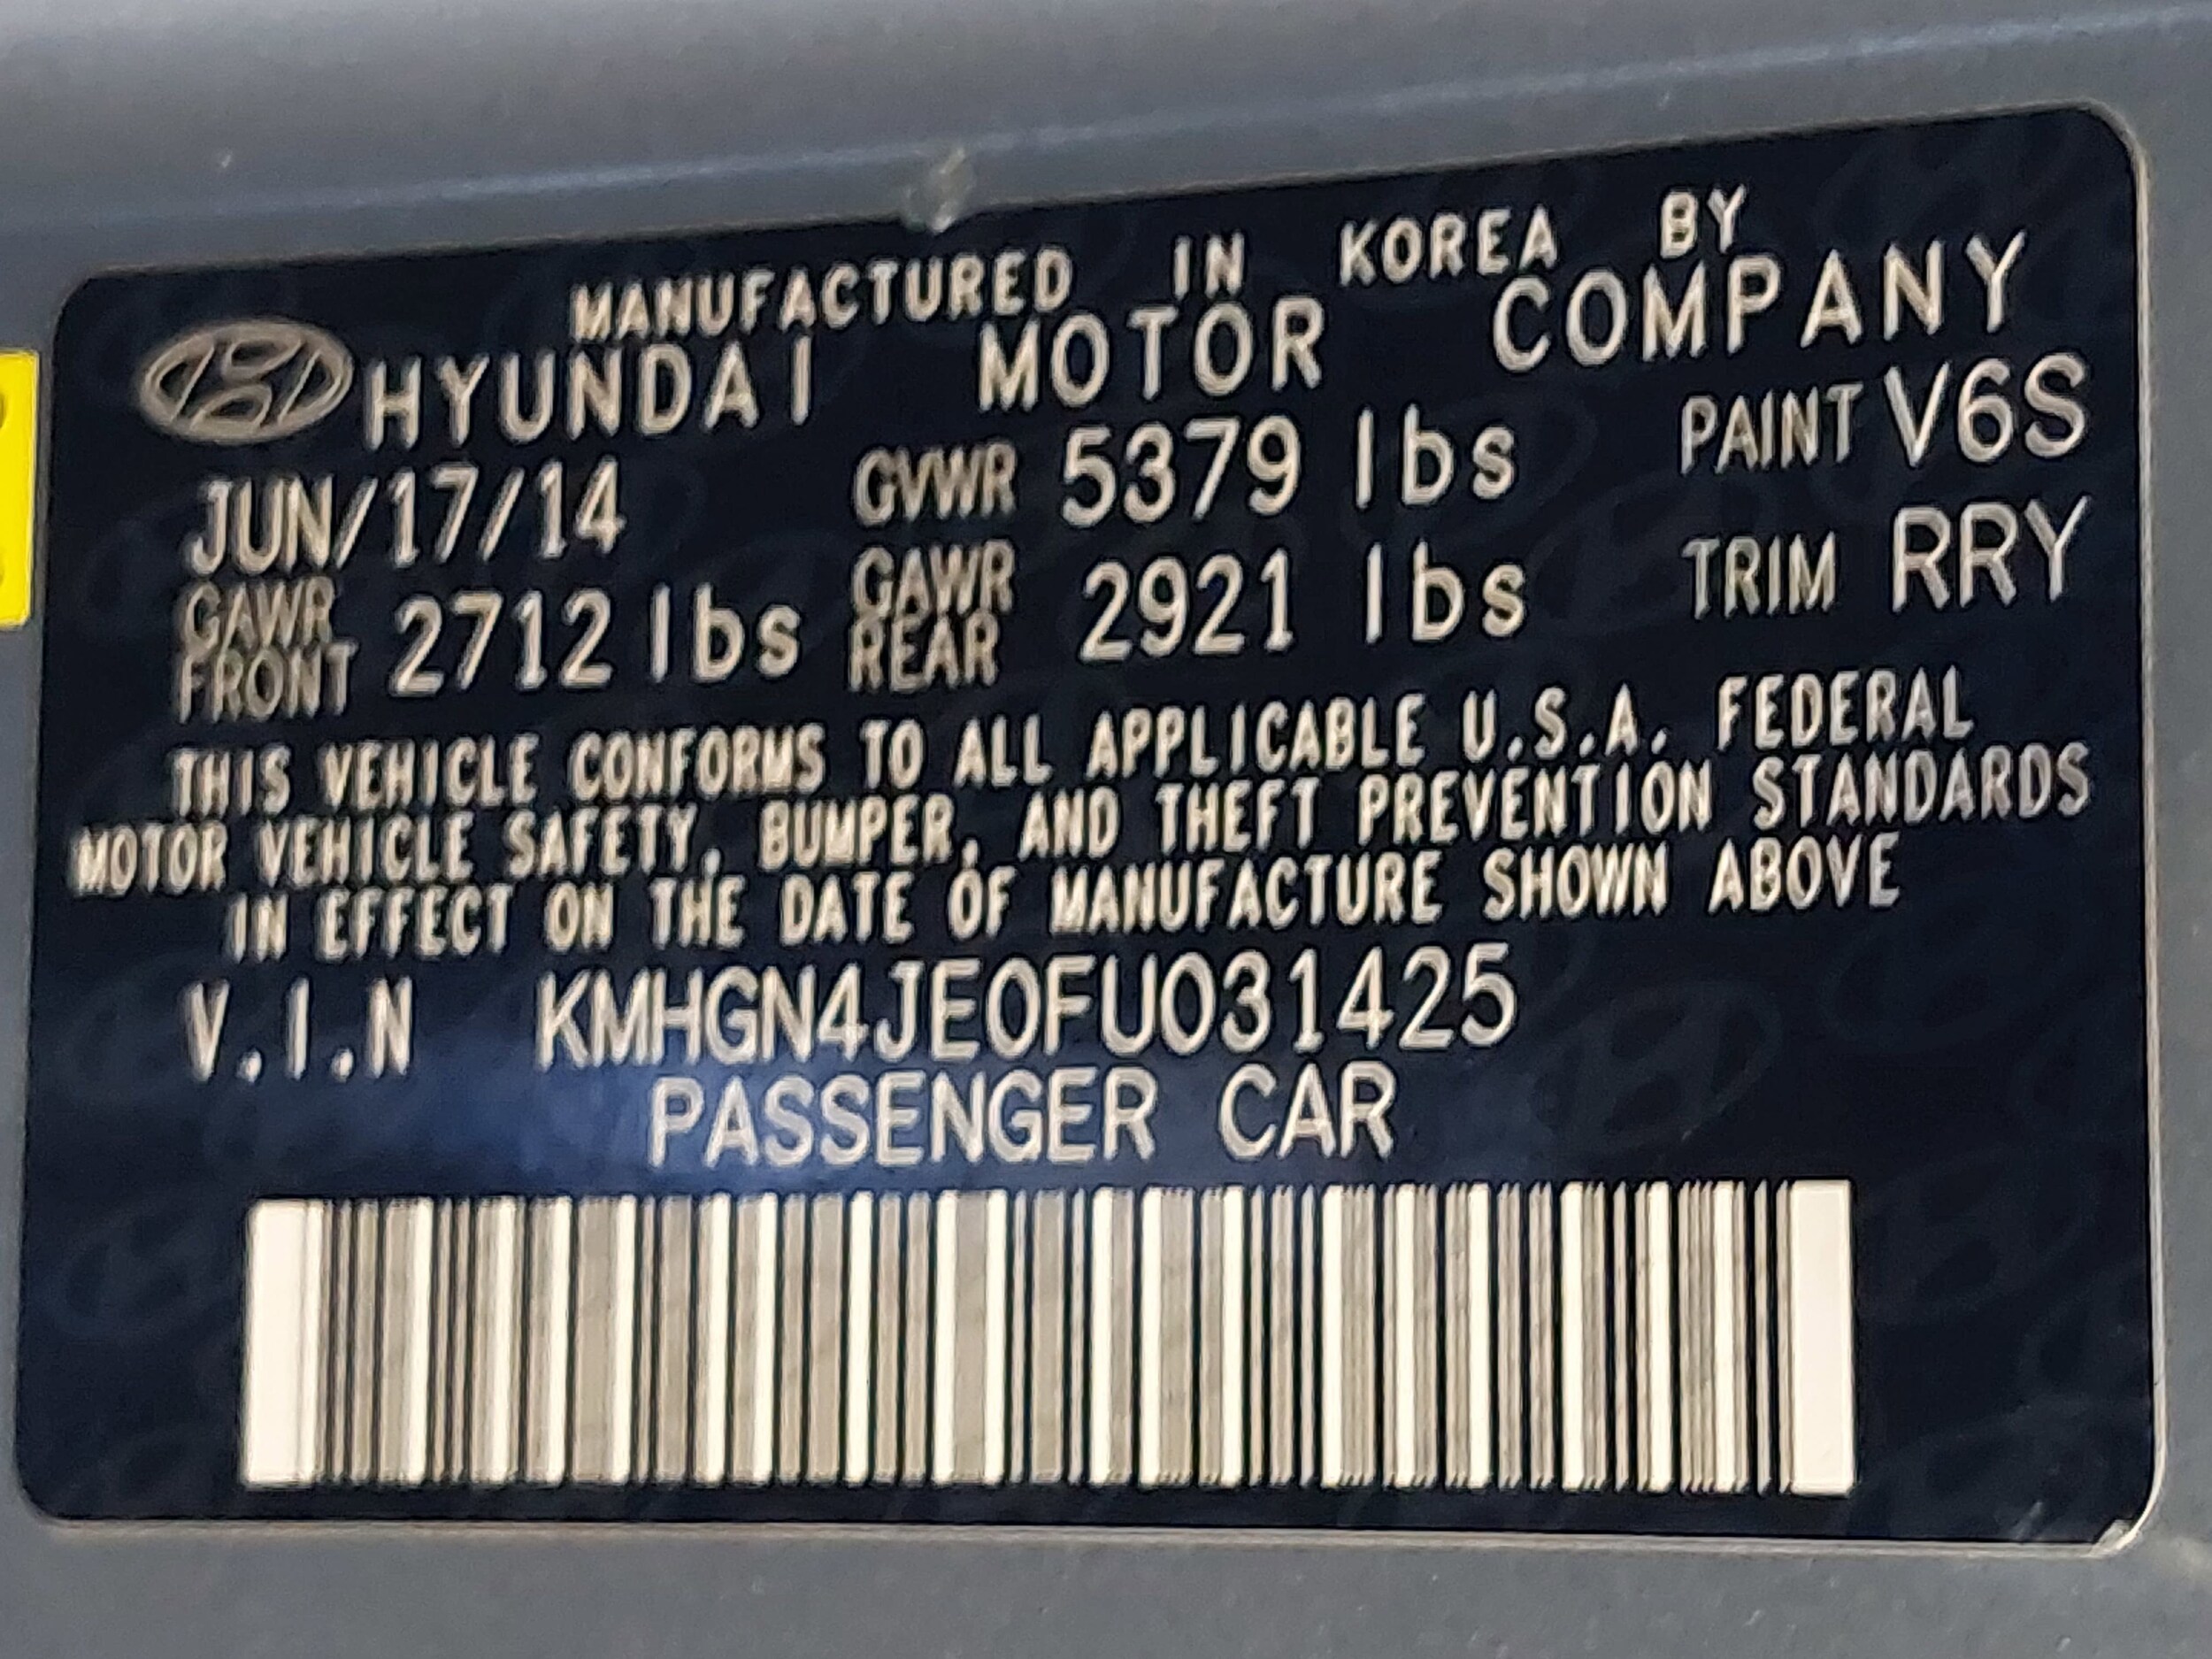 MANUFACTURED IN KOREA BY
HYUNDAI MOTOR COMPANY
JUN/17/14 GVWR 5379 lbs PAINT V6S
GAWR FRONT 2712 lbs GAWR REAR 2921 lbs TRIM RRY
THIS VEHICLE CONFORMS TO ALL APPLICABLE U.S.A. FEDERAL
MOTOR VEHICLE SAFETY, BUMPER, AND THEFT PREVENTION STANDARDS
IN EFFECT ON THE DATE OF MANUFACTURE SHOWN ABOVE
V.I.N KMHGN4JE0FU031425
PASSENGER CAR